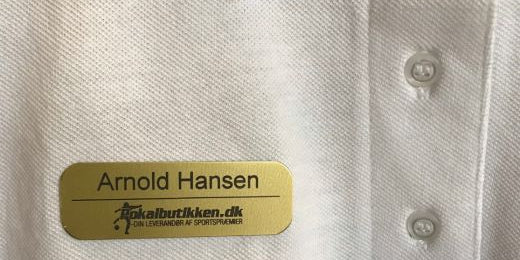 Arnold Hansen
Pokalbutikken.dk
-DIN LEVERANDØR AF SPORTSPRÆMIER